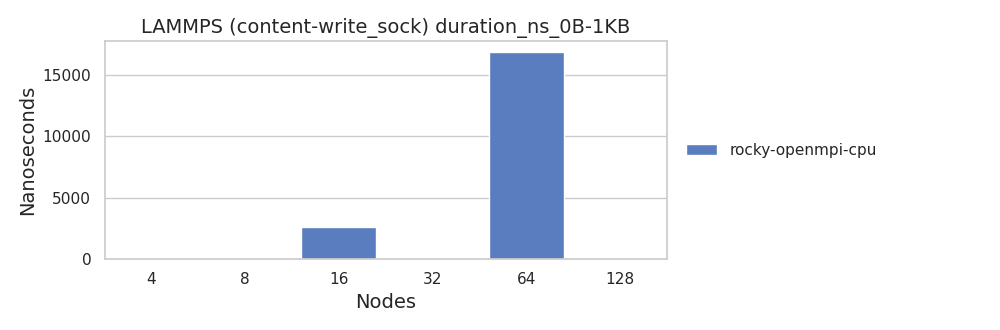 LAMMPS (content-write_sock) duration_ns_0B-1KB
Nanoseconds
15000
10000
5000
0
4 8 16 32 64 128
Nodes
rocky-openmpi-cpu